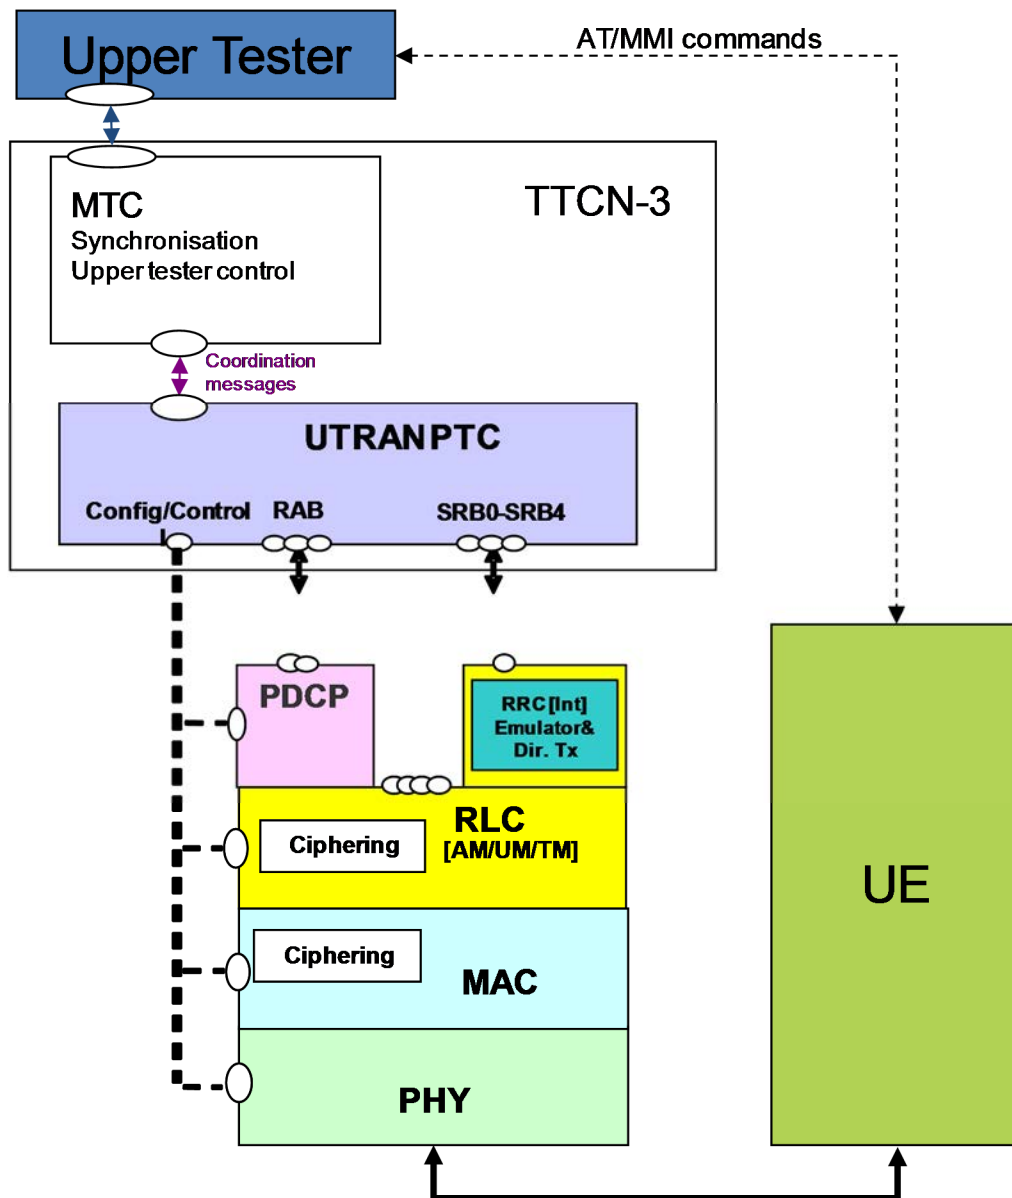 Upper Tester
AT/MMI commands
TTCN-3
MTC
Synchronisation
Upper tester control
Coordination
messages
UTRAN PTC
Config/Control
RAB
SRB0-SRB4
PDCP
RRC[Int]
Emulator&
Dir. Tx
RLC
[AM/UM/TM]
Ciphering
Ciphering
MAC
PHY
UE